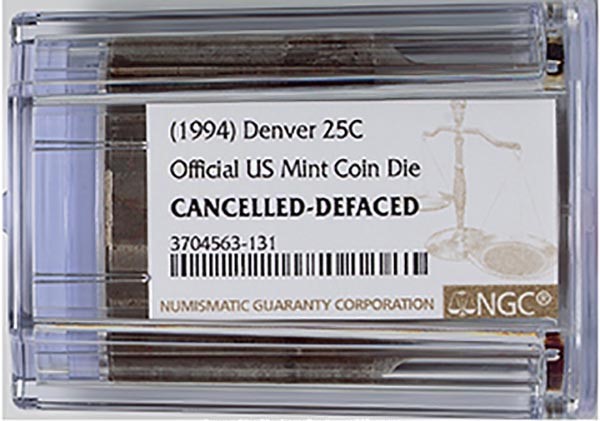 (1994) Denver 25C
Official US Mint Coin Die
CANCELLED-DEFACED
3704563-131
NUMISMATIC GUARANTY CORPORATION NGC®